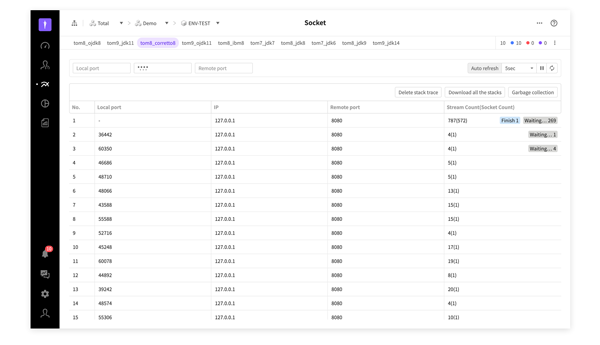 Total Demo ENV-TEST Socket
tom8_ojdk8 tom9_jdk11 tom8_corretto8 tom9_ojdk11 tom8_ibm8 tom7_jdk7 tom8_jdk8 tom7_jdk6 tom8_jdk9 tom9_jdk14 10 10 0 0
Local port **** Remote port Auto refresh 5sec
Delete stack trace Download all the stacks Garbage collection
No. Local port IP Remote port Stream Count(Socket Count)
1 - 127.0.0.1 8080 787(572) Finish 1 Waiting... 269
2 36442 127.0.0.1 8080 4(1) Waiting... 1
3 60350 127.0.0.1 8080 4(1) Waiting... 4
4 46686 127.0.0.1 8080 5(1)
5 48710 127.0.0.1 8080 5(1)
6 48066 127.0.0.1 8080 13(1)
7 43588 127.0.0.1 8080 15(1)
8 55588 127.0.0.1 8080 15(1)
9 52716 127.0.0.1 8080 4(1)
10 45248 127.0.0.1 8080 17(1)
11 60078 127.0.0.1 8080 19(1)
12 44892 127.0.0.1 8080 8(1)
13 39242 127.0.0.1 8080 20(1)
14 48574 127.0.0.1 8080 4(1)
15 55306 127.0.0.1 8080 10(1)